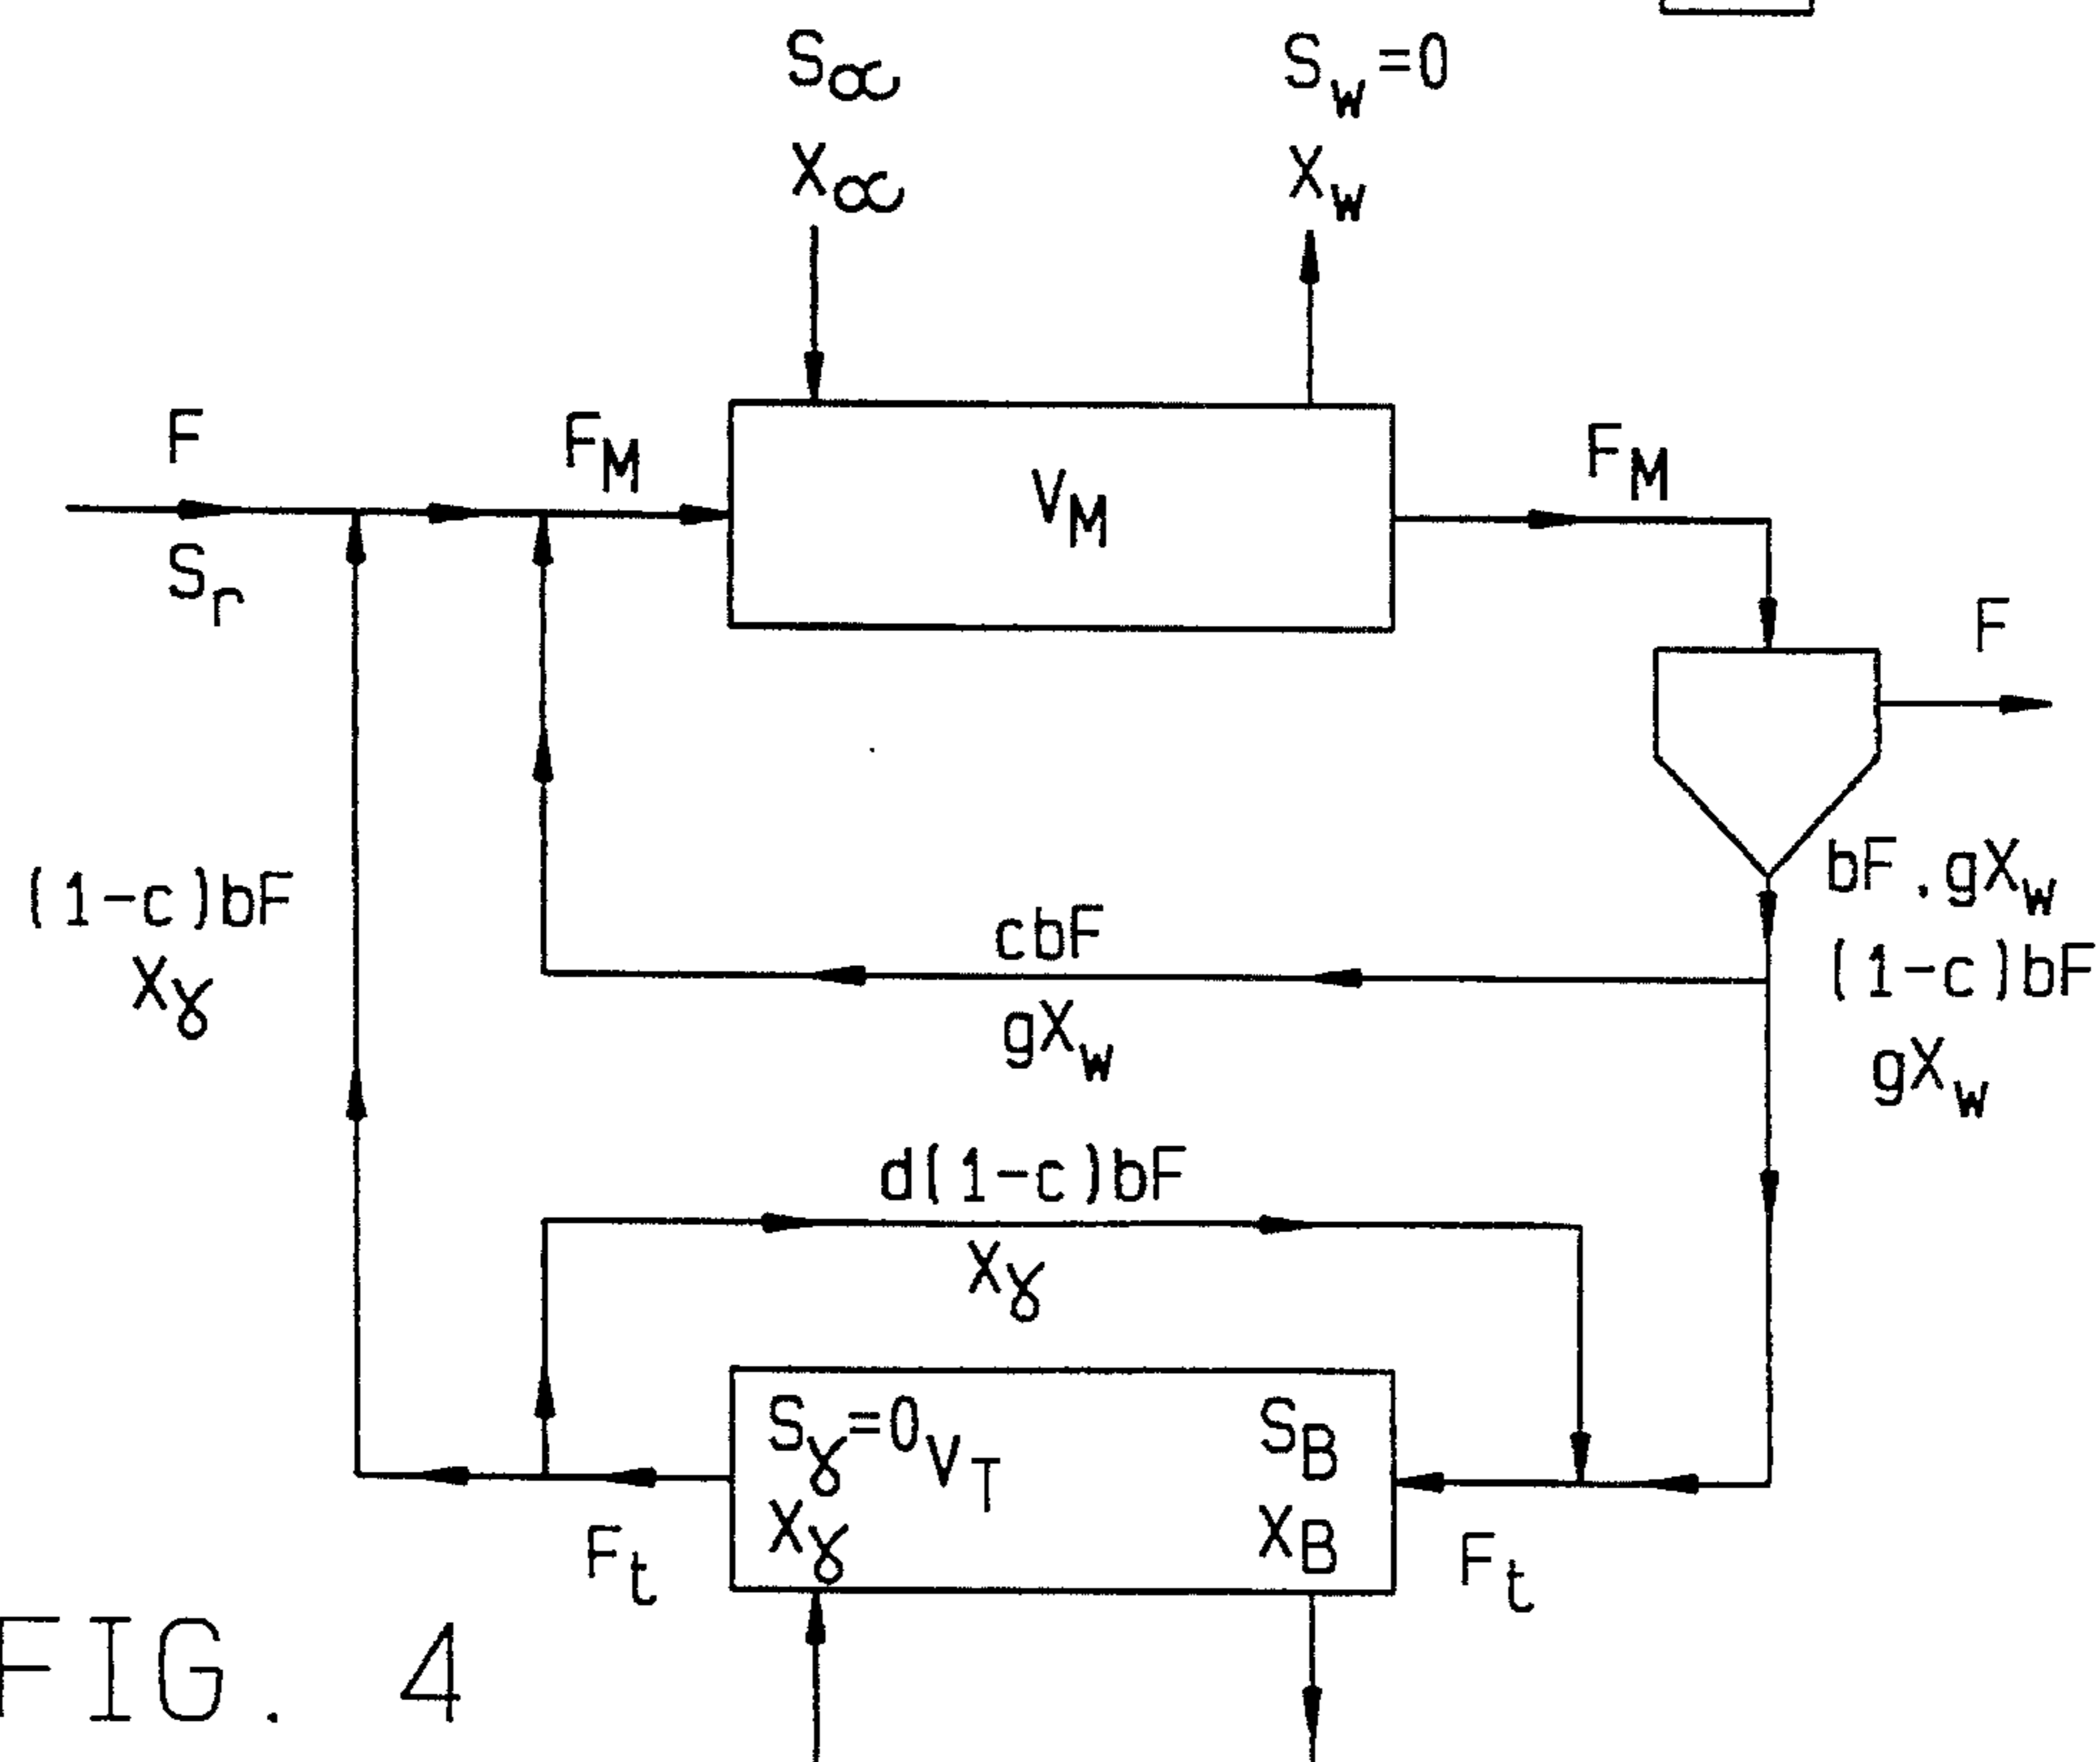 Sα Sw=0
Xα Xw
F FM VM FM
Sr F
(1-c)bF cbF bF.gXw
Xγ gXw (1-c)bF
gXw
d(1-c)bF
Xγ
Sγ=0 VT SB
Xγ XB
Ft Ft
FIG. 4